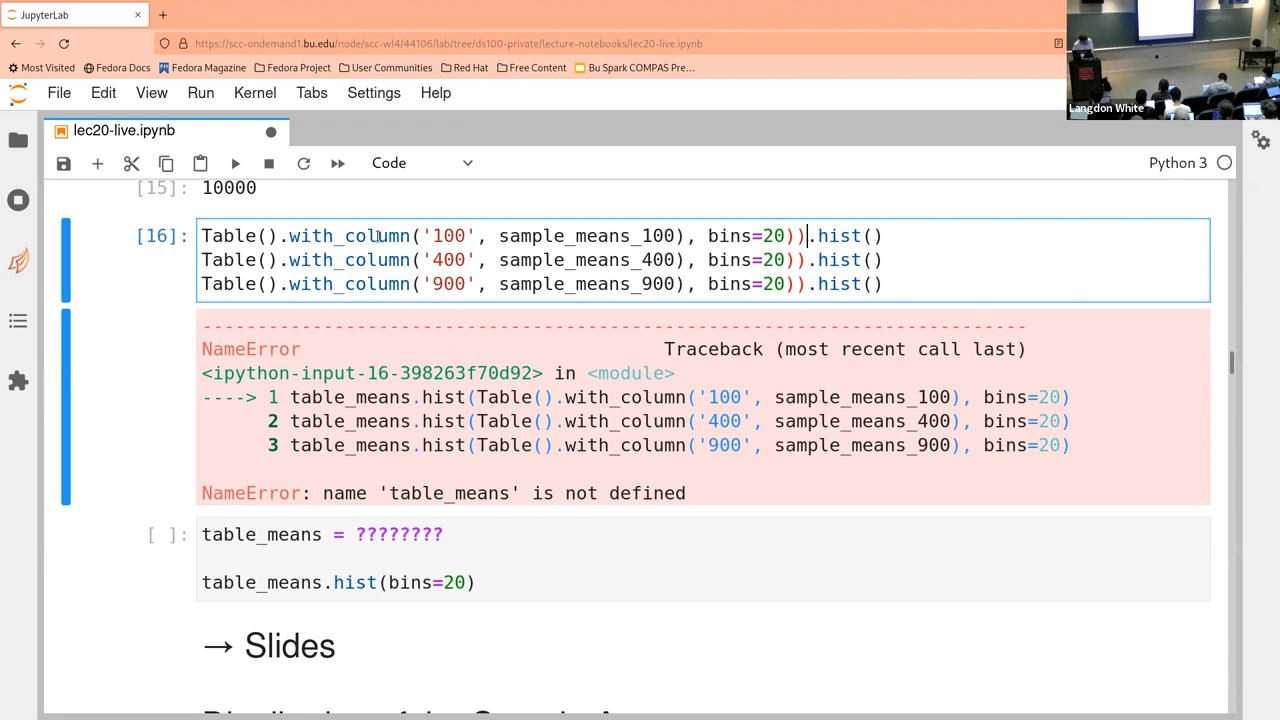 JupyterLab
https://scc-ondemand1.bu.edu/node/scc-wl4/44106/lab/tree/ds100-private/lecture-notebooks/lec20-live.ipynb
Most Visited Fedora Docs Fedora Magazine Fedora Project User Communities Red Hat Free Content Bu Spark COMPAS Pre…
Langdon White
File Edit View Run Kernel Tabs Settings Help
lec20-live.ipynb
Code Python 3
[15]: 10000
[16]: Table().with_column('100', sample_means_100), bins=20)).hist()
Table().with_column('400', sample_means_400), bins=20)).hist()
Table().with_column('900', sample_means_900), bins=20)).hist()
---------------------------------------------------------------------------
NameError Traceback (most recent call last)
<ipython-input-16-398263f70d92> in <module>
----> 1 table_means.hist(Table().with_column('100', sample_means_100), bins=20)
2 table_means.hist(Table().with_column('400', sample_means_400), bins=20)
3 table_means.hist(Table().with_column('900', sample_means_900), bins=20)
NameError: name 'table_means' is not defined
[ ]: table_means = ????????
table_means.hist(bins=20)
→ Slides